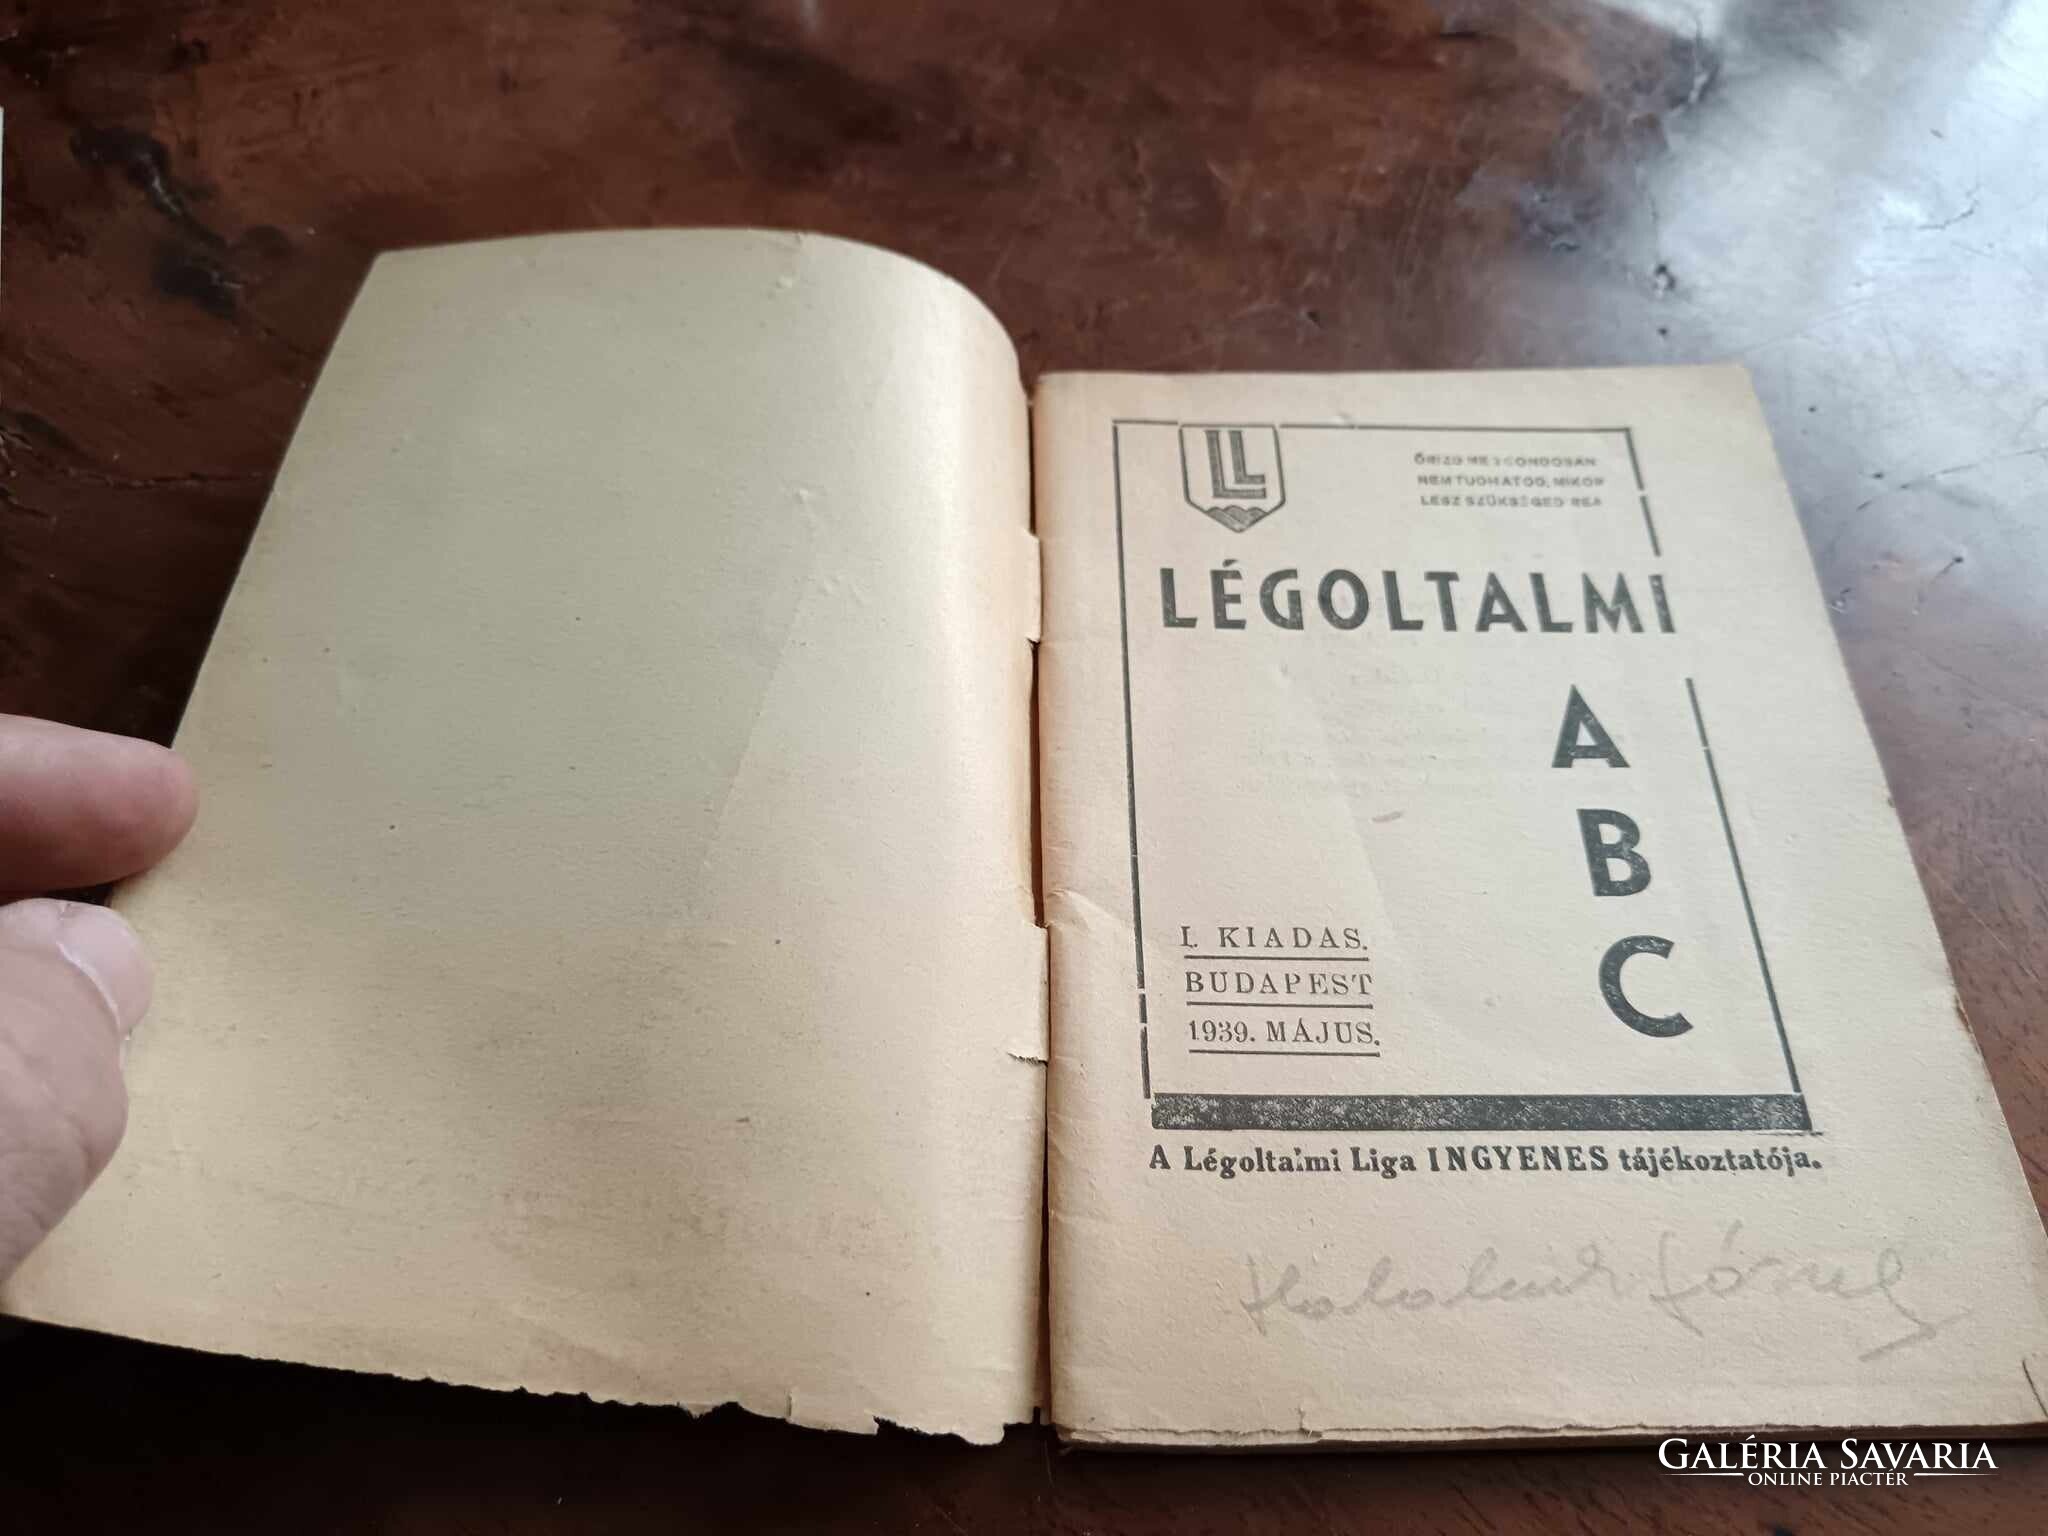 LL
ŐRIZD MEG GONDOSAN
NEM TUDHATOD, MIKOR
LESZ SZÜKSÉGED REA
LÉGOLTALMI
A
B
C
I. KIADAS.
BUDAPEST
1939. MÁJUS.
A Légoltalmi Liga INGYENES tájékoztatója.
GALÉRIA SAVARIA
ONLINE PIACTÉR